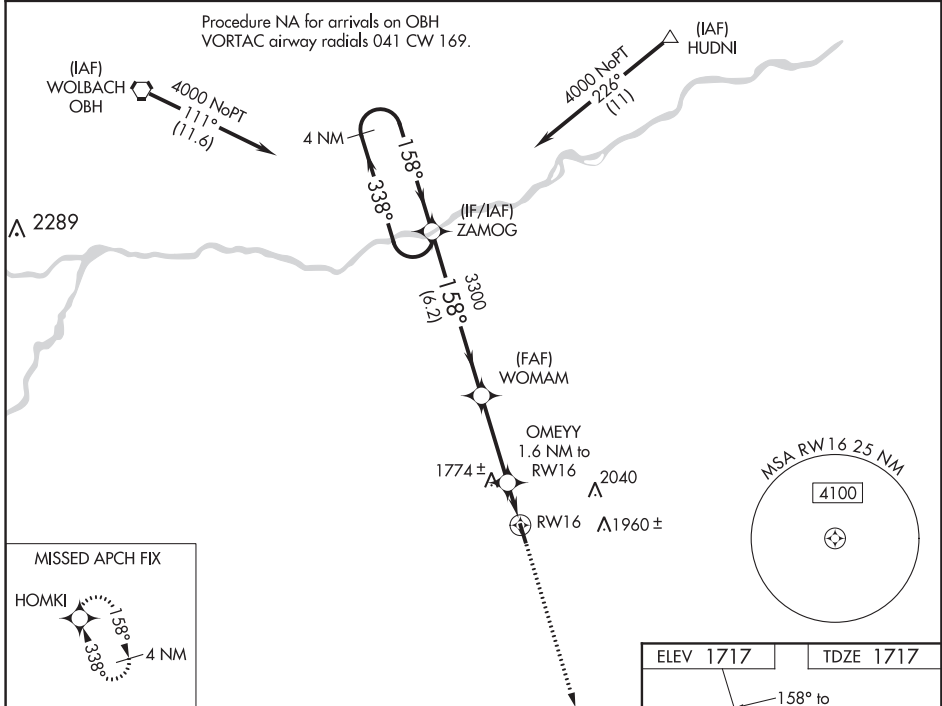 Procedure NA for arrivals on OBH
VORTAC airway radials 041 CW 169.
(IAF)
WOLBACH
OBH
4000 NoPT
111°
(11.6)
(IAF)
HUDNI
4000 NoPT
226°
(11)
4 NM
158°
338°
(IF/IAF)
ZAMOG
2289
3300
158°
(6.2)
(FAF)
WOMAM
OMEYY
1.6 NM to
RW16
1774 ±
2040
RW16
1960 ±
MSA RW16 25 NM
4100
MISSED APCH FIX
HOMKI
158°
338°
4 NM
ELEV 1717
TDZE 1717
158° to